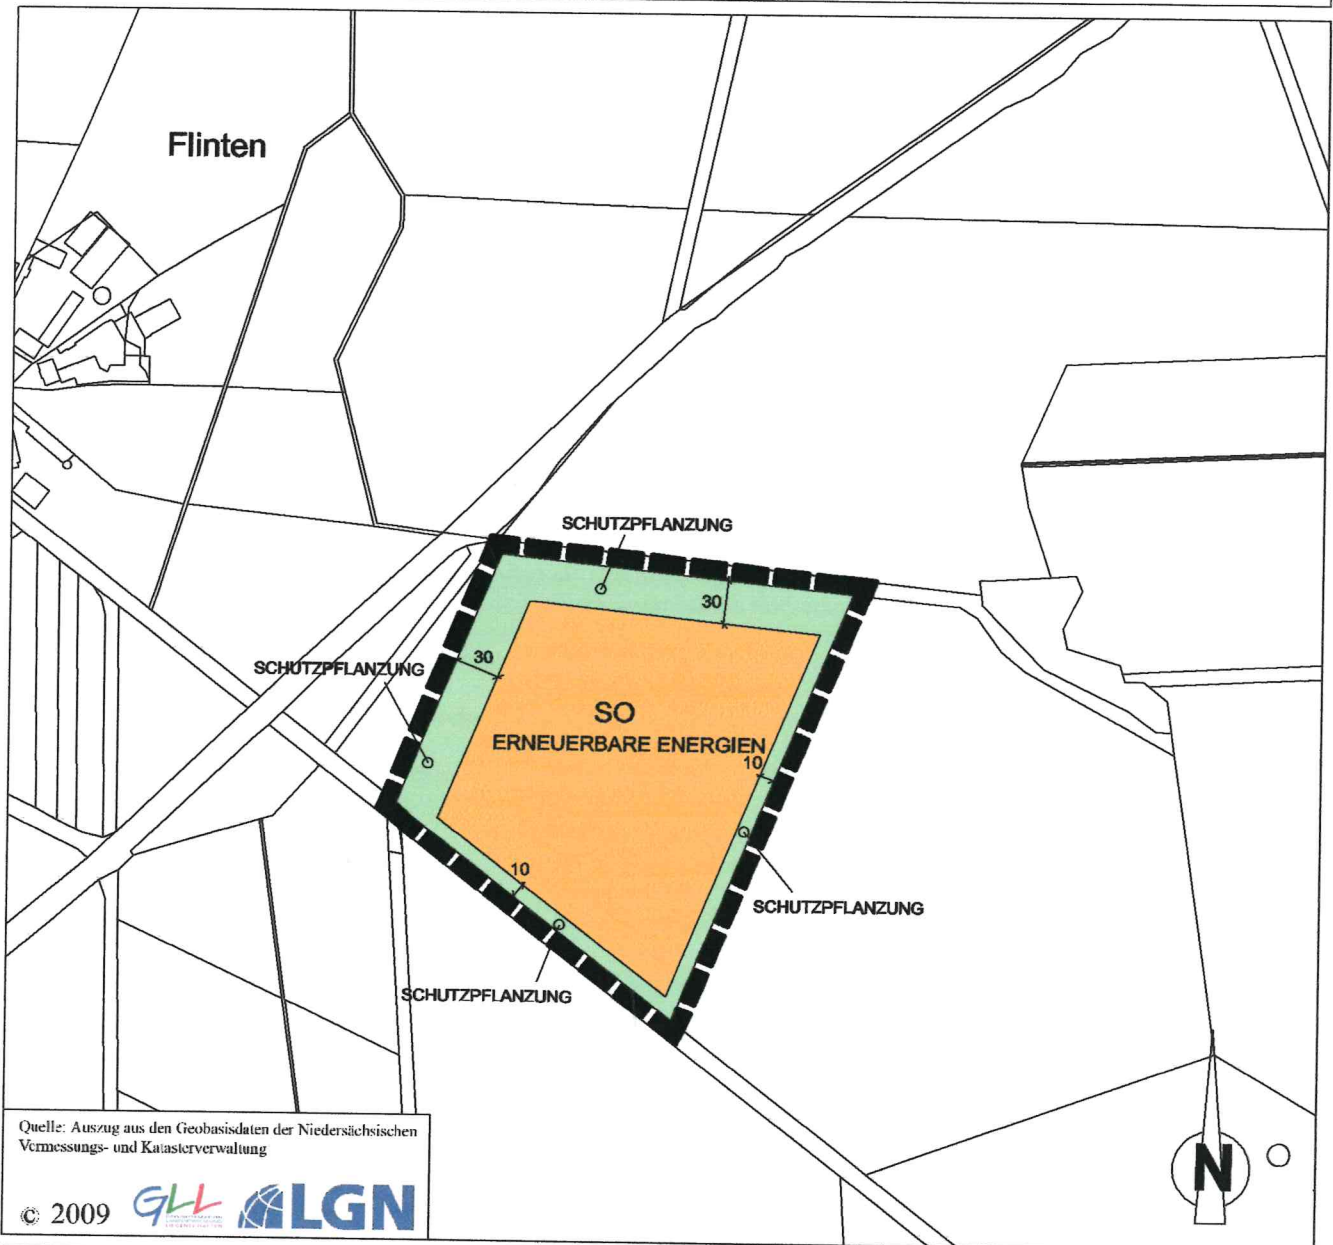 Flinten
SCHUTZPFLANZUNG
30
SCHUTZPFLANZUNG
30
SO
ERNEUERBARE ENERGIEN
10
10
SCHUTZPFLANZUNG
SCHUTZPFLANZUNG
Quelle: Auszug aus den Geobasisdaten der Niedersächsischen
Vermessungs- und Katasterverwaltung
© 2009 GLL LGN
N